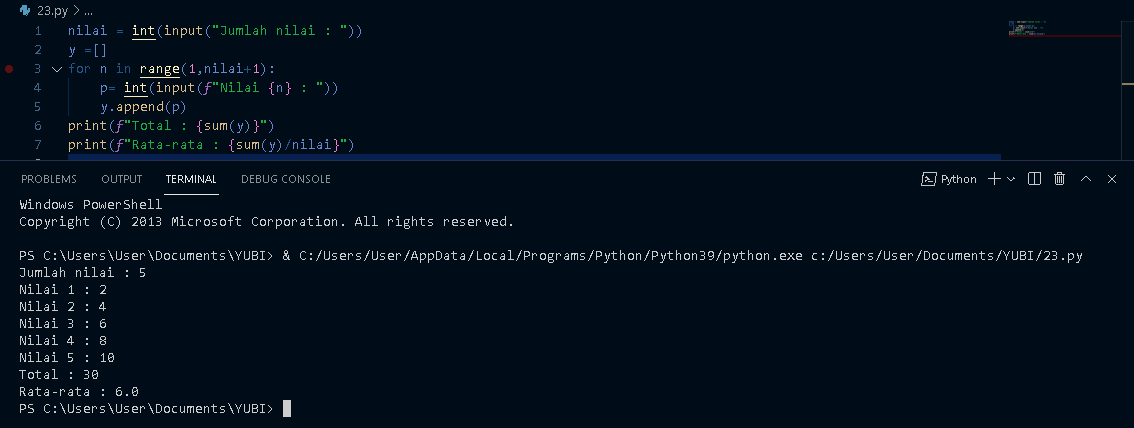 23.py > ...
1 nilai = int(input("Jumlah nilai : "))
2 y =[]
3 for n in range(1,nilai+1):
4 p= int(input(f"Nilai {n} : "))
5 y.append(p)
6 print(f"Total : {sum(y)}")
7 print(f"Rata-rata : {sum(y)/nilai}")
PROBLEMS OUTPUT TERMINAL DEBUG CONSOLE Python
Windows PowerShell
Copyright (C) 2013 Microsoft Corporation. All rights reserved.
PS C:\Users\User\Documents\YUBI> & C:/Users/User/AppData/Local/Programs/Python/Python39/python.exe c:/Users/User/Documents/YUBI/23.py
Jumlah nilai : 5
Nilai 1 : 2
Nilai 2 : 4
Nilai 3 : 6
Nilai 4 : 8
Nilai 5 : 10
Total : 30
Rata-rata : 6.0
PS C:\Users\User\Documents\YUBI>